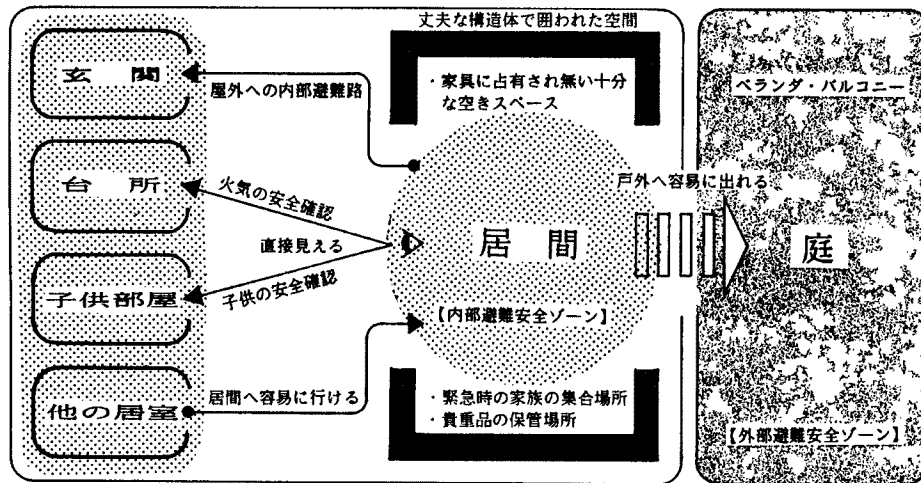 丈夫な構造体で囲われた空間
玄　関
屋外への内部避難路
・家具に占有され無い十分
な空きスペース
ベランダ・バルコニー
台　所
火気の安全確認
戸外へ容易に出れる
直接見える
居　間
庭
子供部屋
子供の安全確認
【内部避難安全ゾーン】
他の居室
居間へ容易に行ける
・緊急時の家族の集合場所
・貴重品の保管場所
【外部避難安全ゾーン】